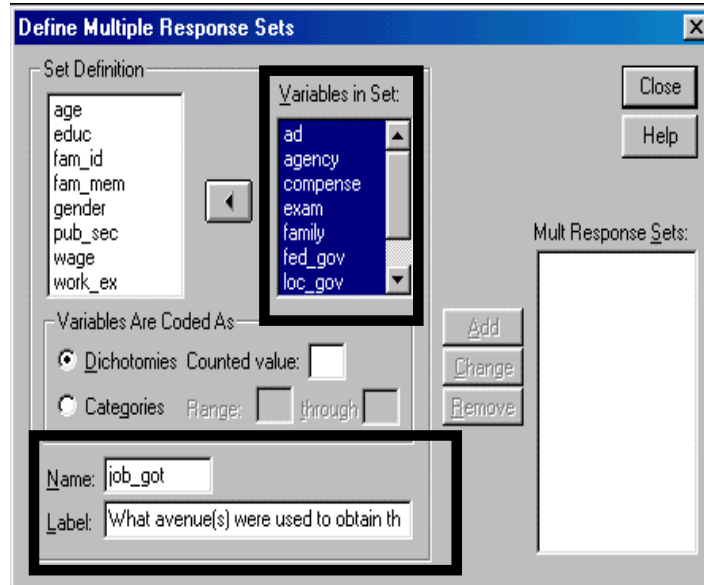 Define Multiple Response Sets
Set Definition
age
educ
fam_id
fam_mem
gender
pub_sec
wage
work_ex
Variables in Set:
ad
agency
compense
exam
family
fed_gov
loc_gov
Close
Help
Mult Response Sets:
Variables Are Coded As
Dichotomies Counted value:
Categories Range: through
Add
Change
Remove
Name: job_got
Label: What avenue(s) were used to obtain th